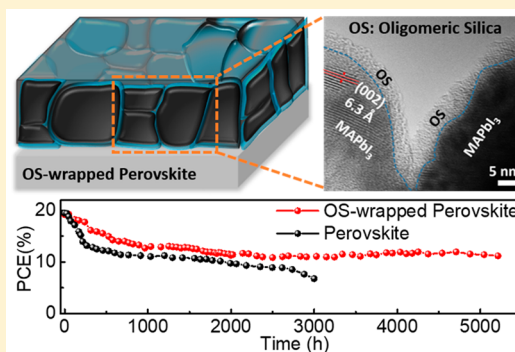 OS: Oligomeric Silica
OS
OS
(002)
6.3 Å
MAPbI₃
MAPbI₃
5 nm
OS-wrapped Perovskite
PCE(%)
20
10
0
OS-wrapped Perovskite
Perovskite
0
1000
2000
3000
4000
5000
Time (h)